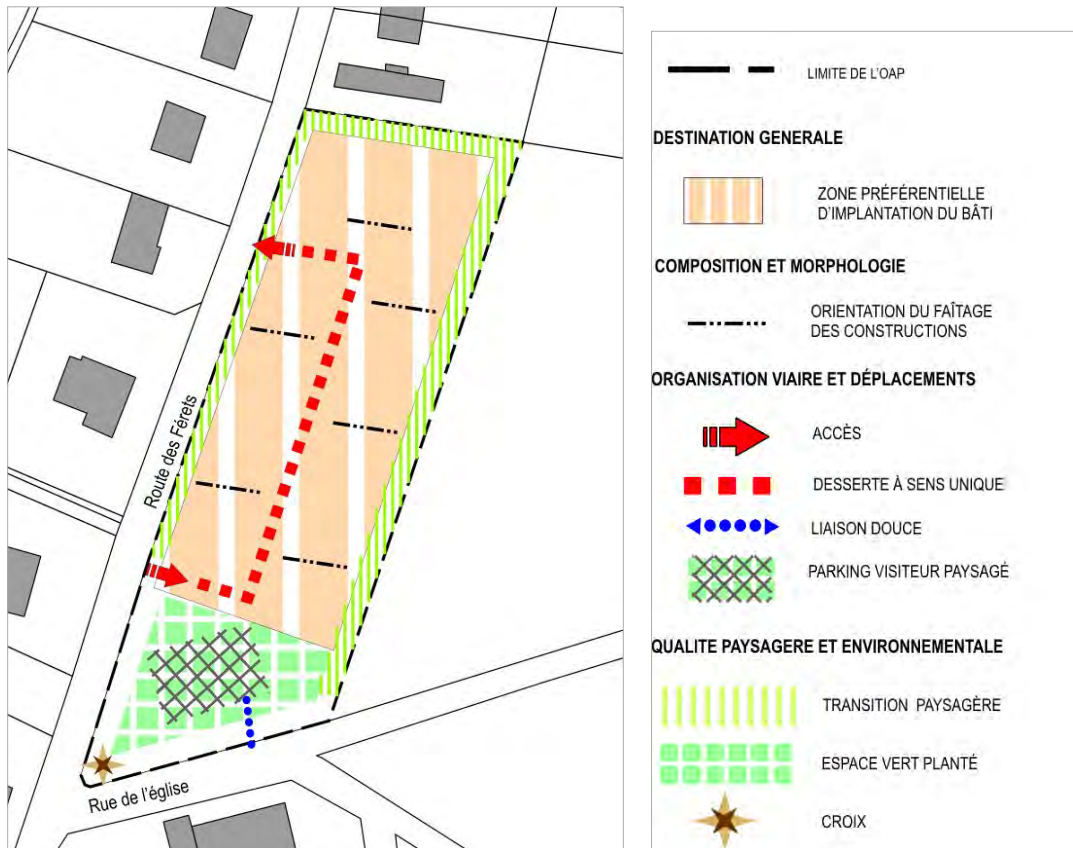 Route des Férets
Rue de l'église
LIMITE DE L'OAP
DESTINATION GENERALE
ZONE PRÉFÉRENTIELLE
D'IMPLANTATION DU BÂTI
COMPOSITION ET MORPHOLOGIE
ORIENTATION DU FAÎTAGE
DES CONSTRUCTIONS
ORGANISATION VIAIRE ET DÉPLACEMENTS
ACCÈS
DESSERTE À SENS UNIQUE
LIAISON DOUCE
PARKING VISITEUR PAYSAGÉ
QUALITE PAYSAGERE ET ENVIRONNEMENTALE
TRANSITION PAYSAGÈRE
ESPACE VERT PLANTÉ
CROIX